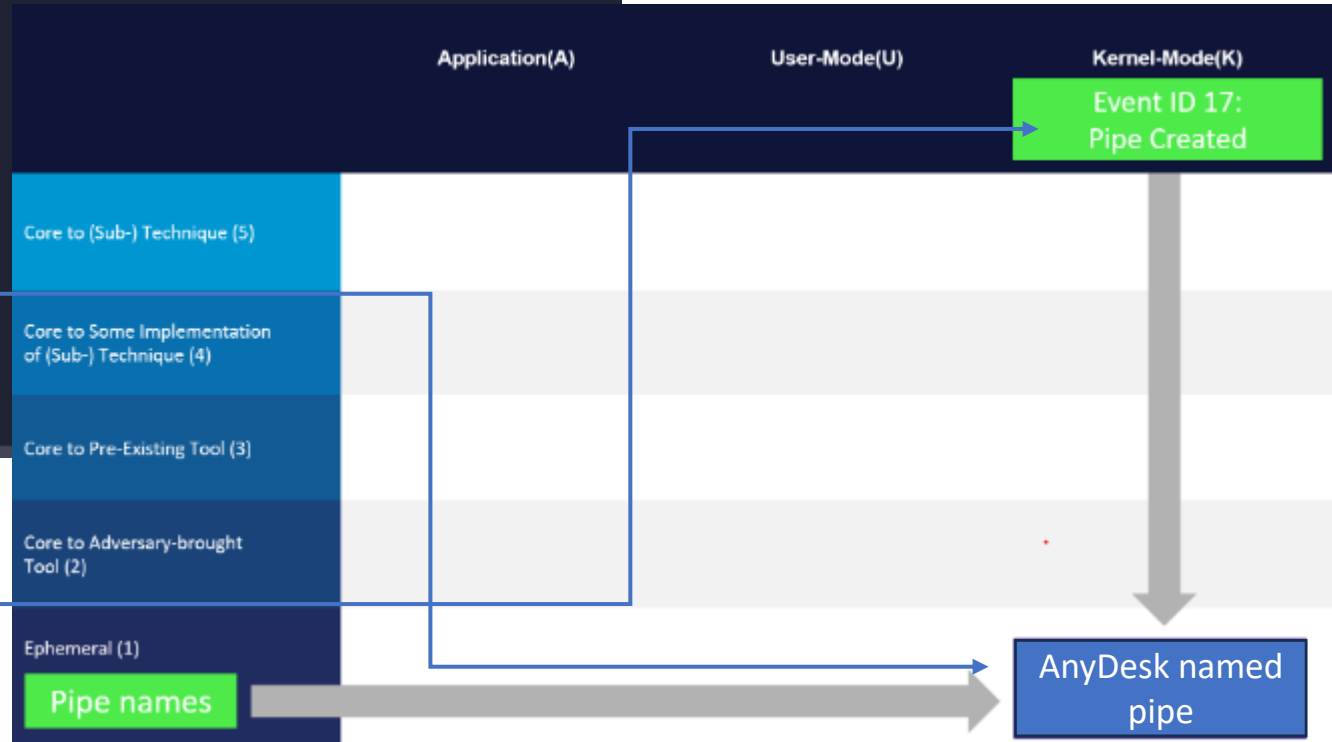 Application(A) User-Mode(U) Kernel-Mode(K)
Event ID 17:
Pipe Created
Core to (Sub-) Technique (5)
Core to Some Implementation
of (Sub-) Technique (4)
Core to Pre-Existing Tool (3)
Core to Adversary-brought
Tool (2)
Ephemeral (1)
Pipe names
AnyDesk named
pipe